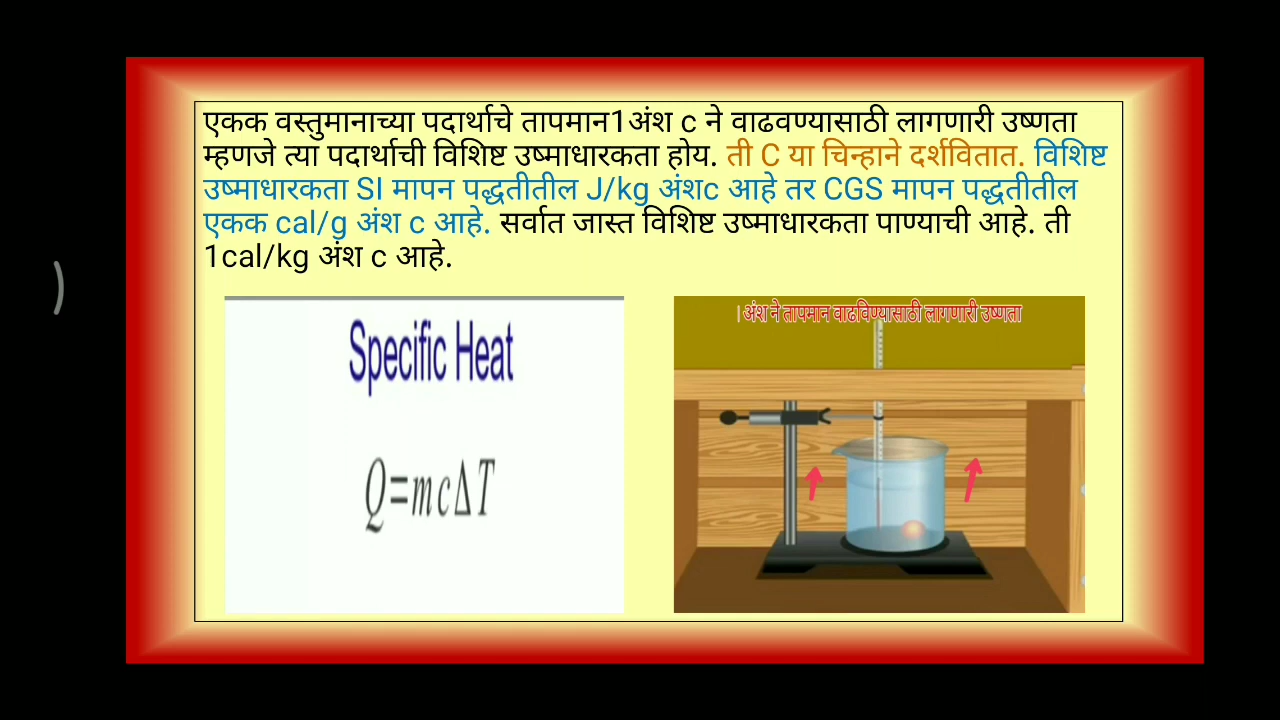 एकक वस्तुमानाच्या पदार्थाचे तापमान1अंश c ने वाढवण्यासाठी लागणारी उष्णता
म्हणजे त्या पदार्थाची विशिष्ट उष्माधारकता होय. ती C या चिन्हाने दर्शवितात. विशिष्ट
उष्माधारकता SI मापन पद्धतीतील J/kg अंशc आहे तर CGS मापन पद्धतीतील
एकक cal/g अंश c आहे. सर्वात जास्त विशिष्ट उष्माधारकता पाण्याची आहे. ती
1cal/kg अंश c आहे.
Specific Heat
Q=mcΔT
। अंश ने तापमान वाढविण्यासाठी लागणारी उष्णता